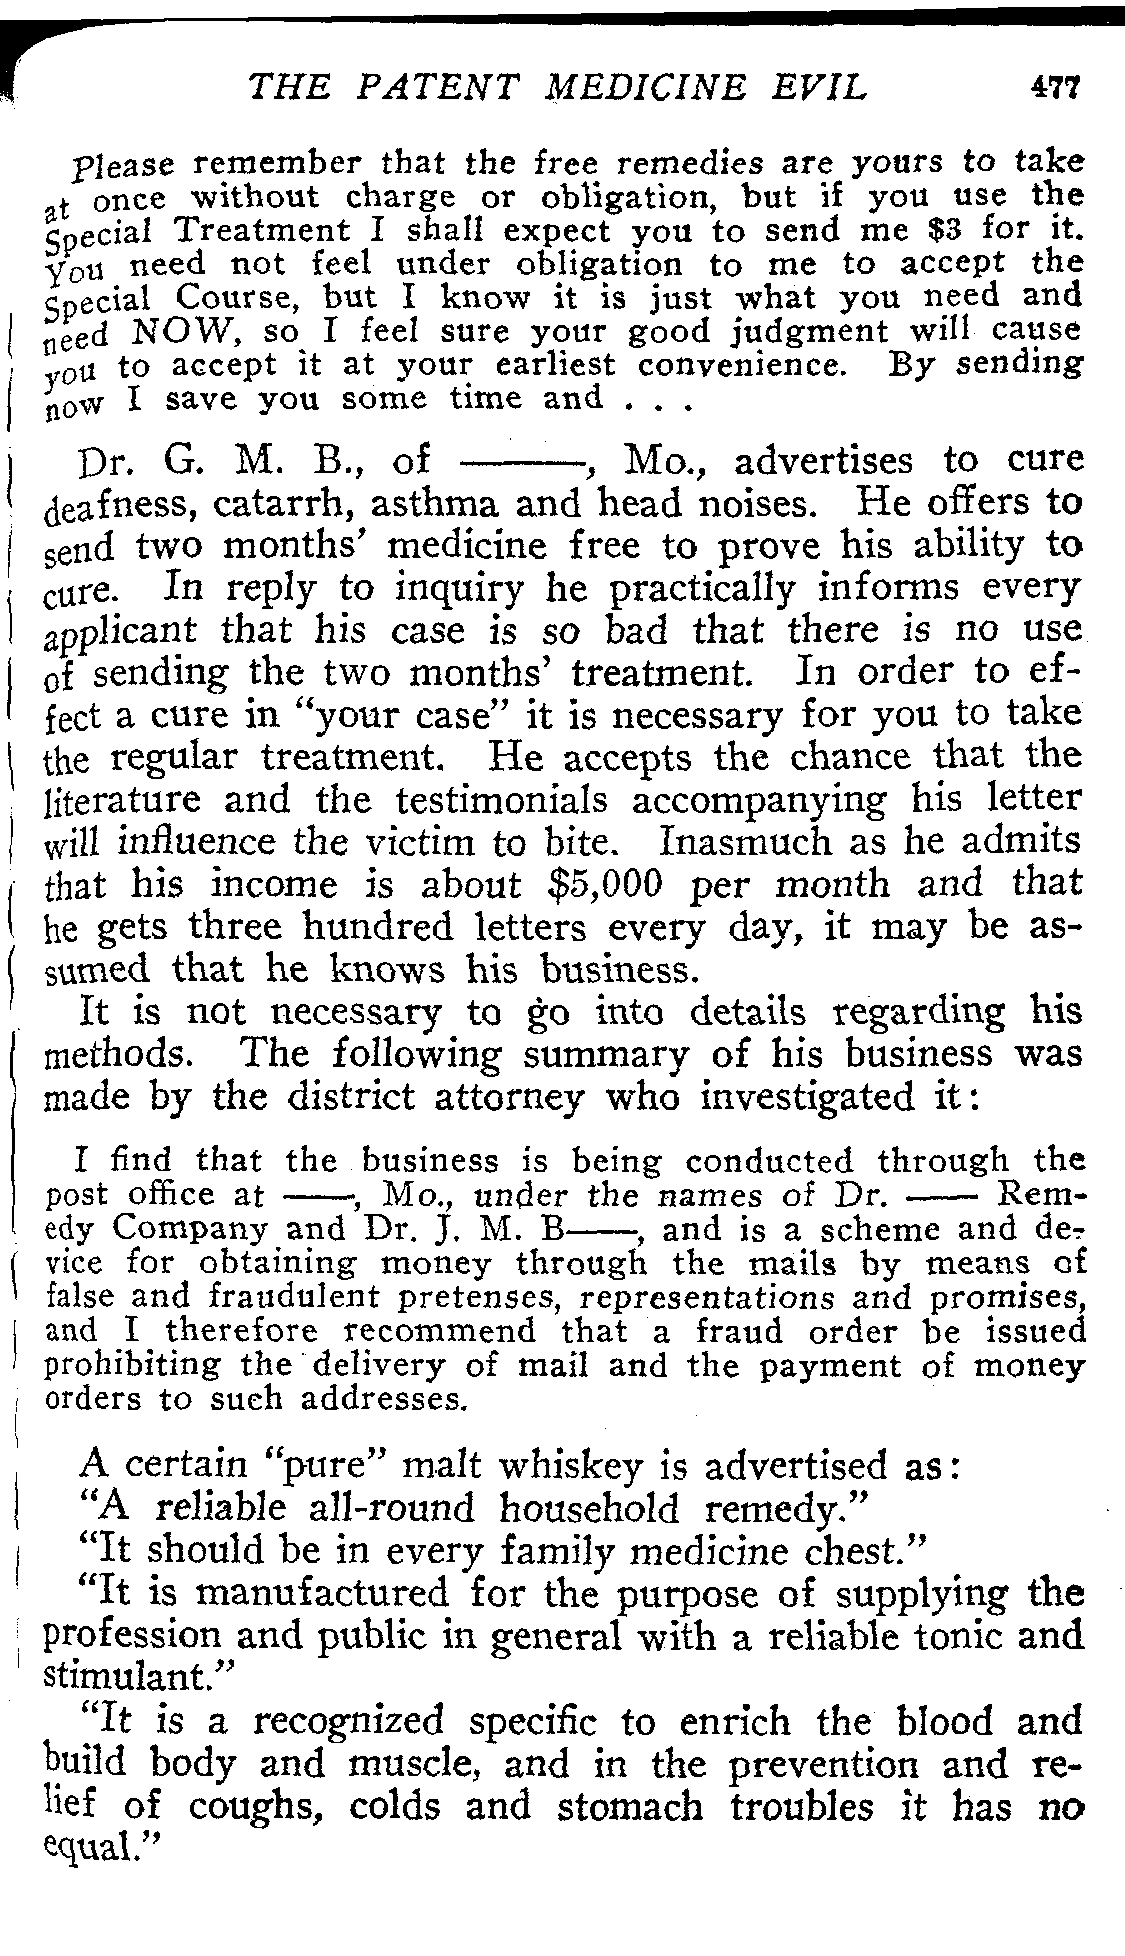 THE PATENT MEDICINE EVIL 477
Please remember that the free remedies are yours to take
at once without charge or obligation, but if you use the
Special Treatment I shall expect you to send me $3 for it.
You need not feel under obligation to me to accept the
Special Course, but I know it is just what you need and
need NOW, so I feel sure your good judgment will cause
you to accept it at your earliest convenience. By sending
now I save you some time and . . .
Dr. G. M. B., of ———, Mo., advertises to cure
deafness, catarrh, asthma and head noises. He offers to
send two months' medicine free to prove his ability to
cure. In reply to inquiry he practically informs every
applicant that his case is so bad that there is no use
of sending the two months' treatment. In order to ef-
fect a cure in "your case" it is necessary for you to take
the regular treatment. He accepts the chance that the
literature and the testimonials accompanying his letter
will influence the victim to bite. Inasmuch as he admits
that his income is about $5,000 per month and that
he gets three hundred letters every day, it may be as-
sumed that he knows his business.
It is not necessary to go into details regarding his
methods. The following summary of his business was
made by the district attorney who investigated it:
I find that the business is being conducted through the
post office at ——, Mo., under the names of Dr. —— Rem-
edy Company and Dr. J. M. B——, and is a scheme and de-
vice for obtaining money through the mails by means of
false and fraudulent pretenses, representations and promises,
and I therefore recommend that a fraud order be issued
prohibiting the delivery of mail and the payment of money
orders to such addresses.
A certain "pure" malt whiskey is advertised as:
"A reliable all-round household remedy."
"It should be in every family medicine chest."
"It is manufactured for the purpose of supplying the
profession and public in general with a reliable tonic and
stimulant."
"It is a recognized specific to enrich the blood and
build body and muscle, and in the prevention and re-
lief of coughs, colds and stomach troubles it has no
equal."